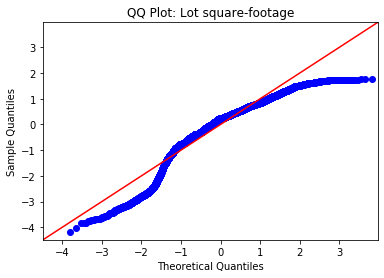 QQ Plot: Lot square-footage
Sample Quantiles
3
2
1
0
−1
−2
−3
−4
−4 −3 −2 −1 0 1 2 3
Theoretical Quantiles